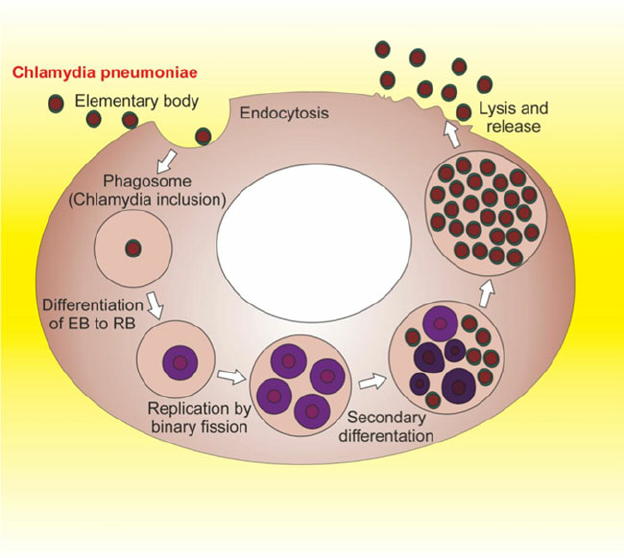 Chlamydia pneumoniae
Elementary body
Endocytosis
Lysis and
release
Phagosome
(Chlamydia inclusion)
Differentiation
of EB to RB
Replication by
binary fission
Secondary
differentation